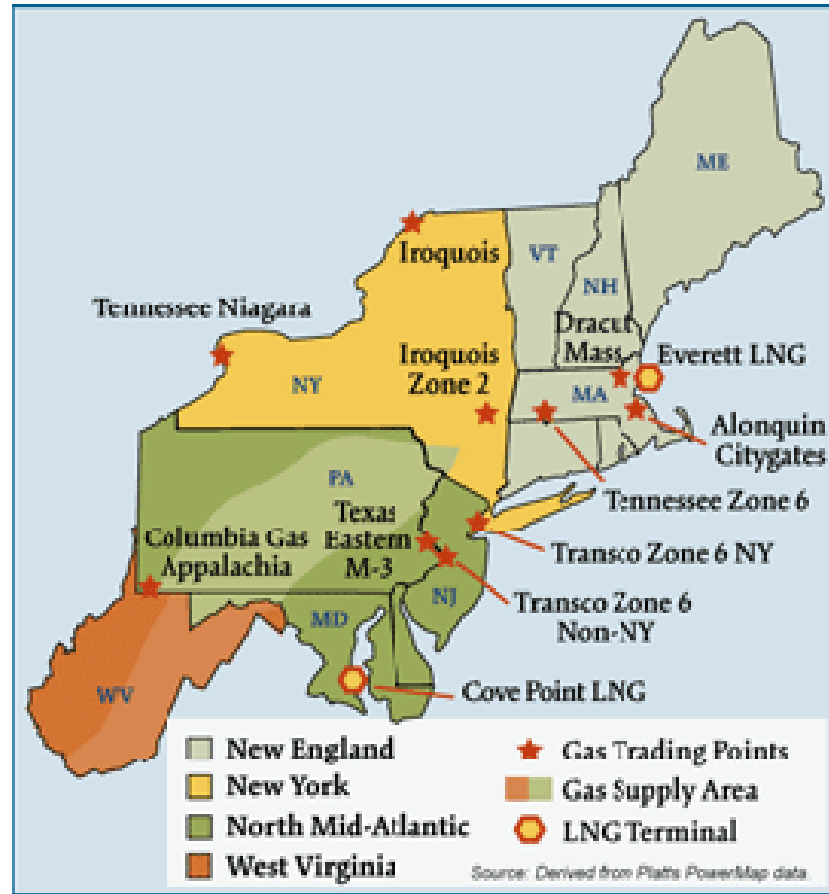 ME
Iroquois
VT
NH
Tennessee Niagara
Dracut
Mass
Everett LNG
Iroquois
Zone 2
NY
MA
Alonquin
Citygates
PA
Tennessee Zone 6
Columbia Gas
Appalachia
Texas
Eastern
M-3
Transco Zone 6 NY
NJ
Transco Zone 6
Non-NY
MD
WV
Cove Point LNG
New England
New York
North Mid-Atlantic
West Virginia
Gas Trading Points
Gas Supply Area
LNG Terminal
Source: Derived from Platts PowerMap data.